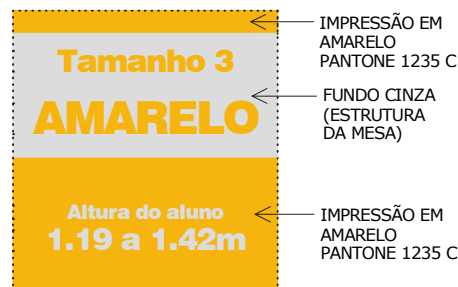 Tamanho 3
AMARELO
Altura do aluno
1.19 a 1.42m
IMPRESSÃO EM
AMARELO
PANTONE 1235 C
FUNDO CINZA
(ESTRUTURA
DA MESA)
IMPRESSÃO EM
AMARELO
PANTONE 1235 C